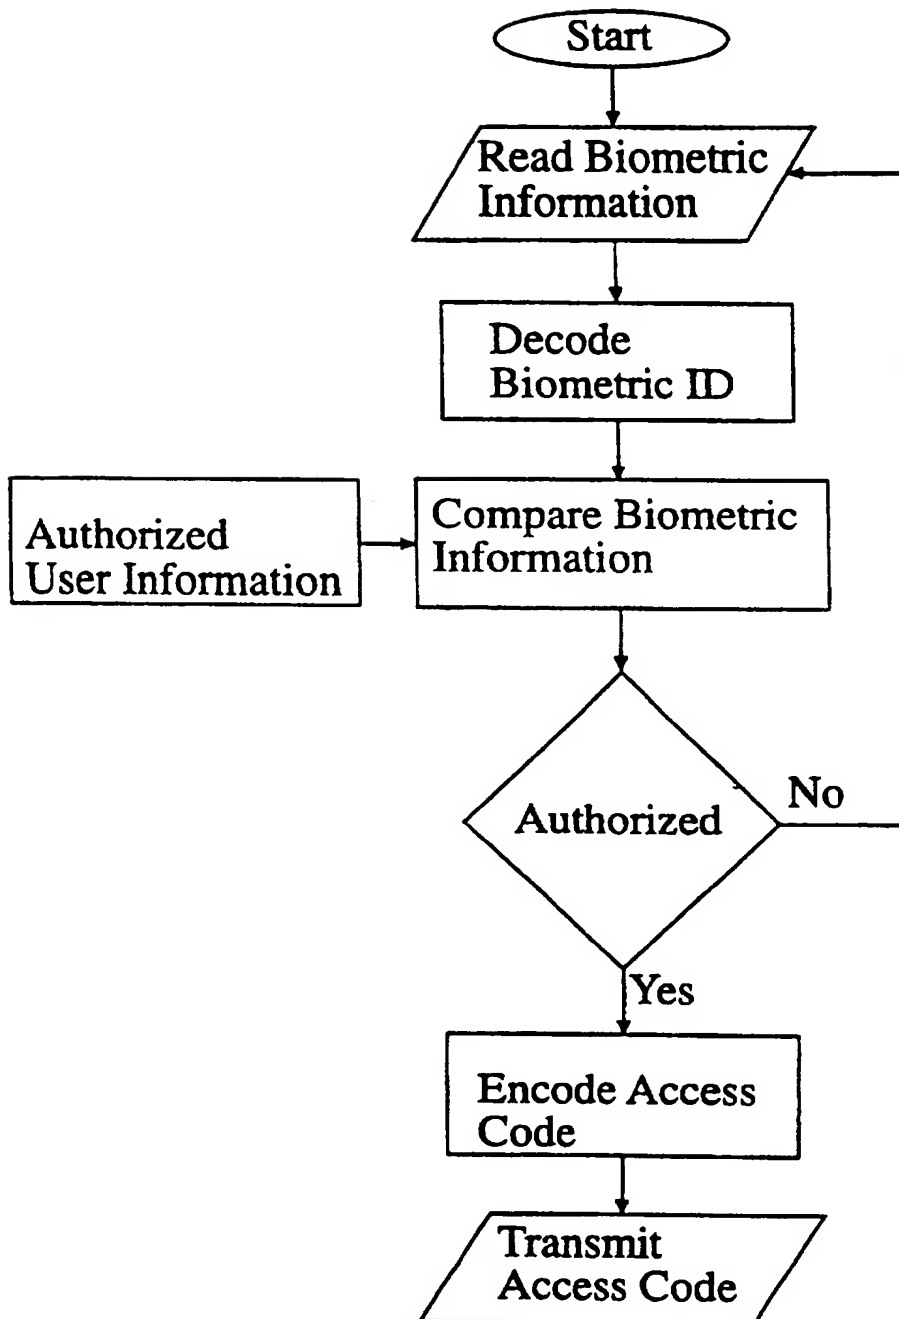 Start
Read Biometric
Information
Decode
Biometric ID
Authorized
User Information
Compare Biometric
Information
Authorized
No
Yes
Encode Access
Code
Transmit
Access Code